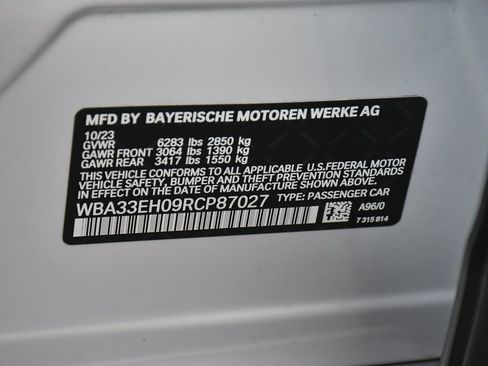 MFD BY BAYERISCHE MOTOREN WERKE AG
10/23
GVWR 6283 lbs 2850 kg
GAWR FRONT 3064 lbs 1390 kg
GAWR REAR 3417 lbs 1550 kg
THIS VEHICLE CONFORMS TO ALL APPLICABLE U.S.FEDERAL MOTOR
VEHICLE SAFETY, BUMPER, AND THEFT PREVENTION STANDARDS
IN EFFECT ON THE DATE OF MANUFACTURE SHOWN ABOVE.
WBA33EH09RCP87027 TYPE: PASSENGER CAR
A96/0
7 315 814